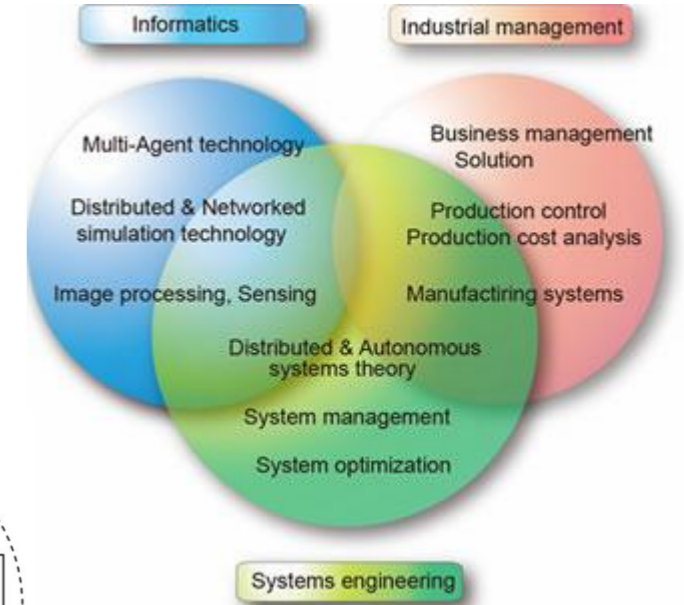 Informatics
Industrial management
Multi-Agent technology
Distributed & Networked
simulation technology
Image processing, Sensing
Business management
Solution
Production control
Production cost analysis
Manufactiring systems
Distributed & Autonomous
systems theory
System management
System optimization
Systems engineering